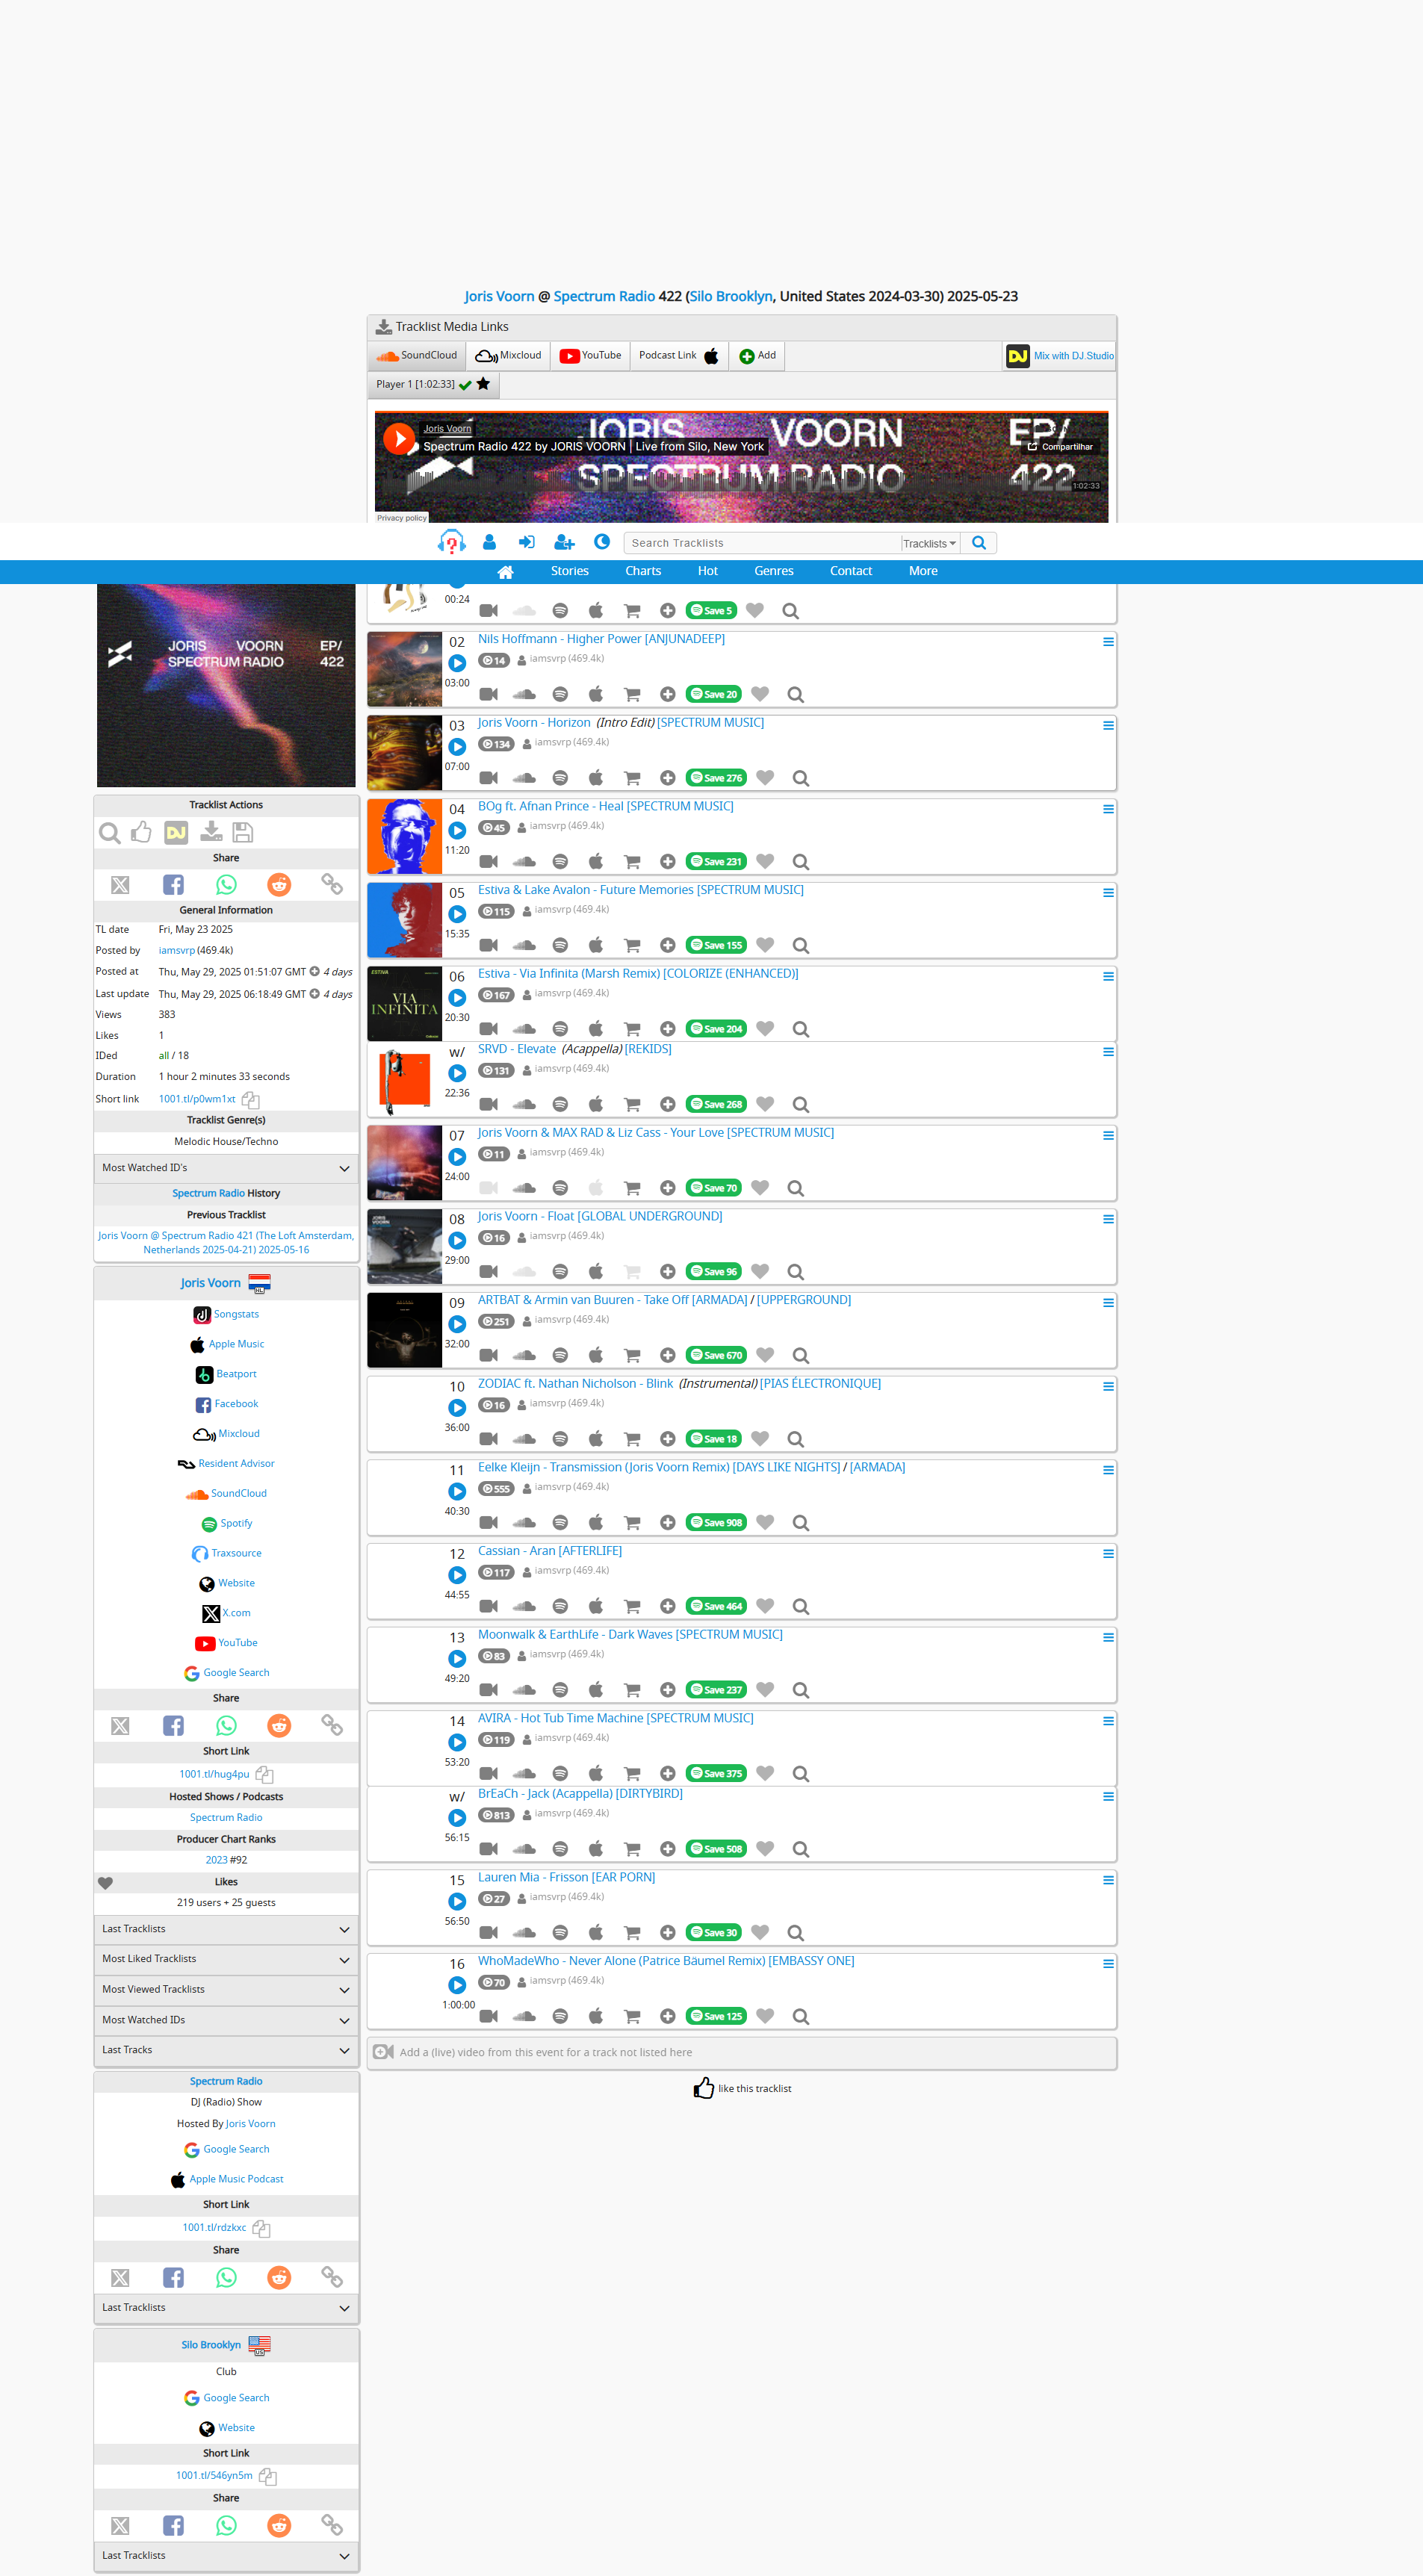 Joris Voorn @ Spectrum Radio 422 (Silo Brooklyn, United States 2024-03-30) 2025-05-23
Tracklist Media Links
SoundCloud Mixcloud YouTube Podcast Link Add Mix with DJ.Studio
Player 1 [1:02:33]
Joris Voorn
Spectrum Radio 422 by JORIS VOORN | Live from Silo, New York
Compartilhar
JORIS VOORN EP/
SPECTRUM RADIO 422
1:02:33
Privacy policy
Search Tracklists Tracklists
Stories Charts Hot Genres Contact More
JORIS VOORN EP/
SPECTRUM RADIO 422
Tracklist Actions
Share
General Information
TL date Fri, May 23 2025
Posted by iamsvrp (469.4k)
Posted at Thu, May 29, 2025 01:51:07 GMT 4 days
Last update Thu, May 29, 2025 06:18:49 GMT 4 days
Views 383
Likes 1
IDed all / 18
Duration 1 hour 2 minutes 33 seconds
Short link 1001.tl/p0wm1xt
Tracklist Genre(s)
Melodic House/Techno
Most Watched ID's
Spectrum Radio History
Previous Tracklist
Joris Voorn @ Spectrum Radio 421 (The Loft Amsterdam,
Netherlands 2025-04-21) 2025-05-16
Joris Voorn NL
Songstats
Apple Music
Beatport
Facebook
Mixcloud
Resident Advisor
SoundCloud
Spotify
Traxsource
Website
X.com
YouTube
Google Search
Share
Short Link
1001.tl/hug4pu
Hosted Shows / Podcasts
Spectrum Radio
Producer Chart Ranks
2023 #92
Likes
219 users + 25 guests
Last Tracklists
Most Liked Tracklists
Most Viewed Tracklists
Most Watched IDs
Last Tracks
Spectrum Radio
DJ (Radio) Show
Hosted By Joris Voorn
Google Search
Apple Music Podcast
Short Link
1001.tl/rdzkxc
Share
Last Tracklists
Silo Brooklyn US
Club
Google Search
Website
Short Link
1001.tl/546yn5m
Share
Last Tracklists
00:24
Save 5
02 Nils Hoffmann - Higher Power [ANJUNADEEP]
14 iamsvrp (469.4k)
03:00
Save 20
03 Joris Voorn - Horizon (Intro Edit) [SPECTRUM MUSIC]
134 iamsvrp (469.4k)
07:00
Save 276
04 BOg ft. Afnan Prince - Heal [SPECTRUM MUSIC]
45 iamsvrp (469.4k)
11:20
Save 231
05 Estiva & Lake Avalon - Future Memories [SPECTRUM MUSIC]
115 iamsvrp (469.4k)
15:35
Save 155
ESTIVA
VIA
INFINITA
06 Estiva - Via Infinita (Marsh Remix) [COLORIZE (ENHANCED)]
167 iamsvrp (469.4k)
20:30
Save 204
w/ SRVD - Elevate (Acappella) [REKIDS]
131 iamsvrp (469.4k)
22:36
Save 268
07 Joris Voorn & MAX RAD & Liz Cass - Your Love [SPECTRUM MUSIC]
11 iamsvrp (469.4k)
24:00
Save 70
08 Joris Voorn - Float [GLOBAL UNDERGROUND]
16 iamsvrp (469.4k)
29:00
Save 96
09 ARTBAT & Armin van Buuren - Take Off [ARMADA] / [UPPERGROUND]
251 iamsvrp (469.4k)
32:00
Save 670
10 ZODIAC ft. Nathan Nicholson - Blink (Instrumental) [PIAS ÉLECTRONIQUE]
16 iamsvrp (469.4k)
36:00
Save 18
11 Eelke Kleijn - Transmission (Joris Voorn Remix) [DAYS LIKE NIGHTS] / [ARMADA]
555 iamsvrp (469.4k)
40:30
Save 908
12 Cassian - Aran [AFTERLIFE]
117 iamsvrp (469.4k)
44:55
Save 464
13 Moonwalk & EarthLife - Dark Waves [SPECTRUM MUSIC]
83 iamsvrp (469.4k)
49:20
Save 237
14 AVIRA - Hot Tub Time Machine [SPECTRUM MUSIC]
119 iamsvrp (469.4k)
53:20
Save 375
w/ BrEaCh - Jack (Acappella) [DIRTYBIRD]
813 iamsvrp (469.4k)
56:15
Save 508
15 Lauren Mia - Frisson [EAR PORN]
27 iamsvrp (469.4k)
56:50
Save 30
16 WhoMadeWho - Never Alone (Patrice Bäumel Remix) [EMBASSY ONE]
70 iamsvrp (469.4k)
1:00:00
Save 125
Add a (live) video from this event for a track not listed here
like this tracklist